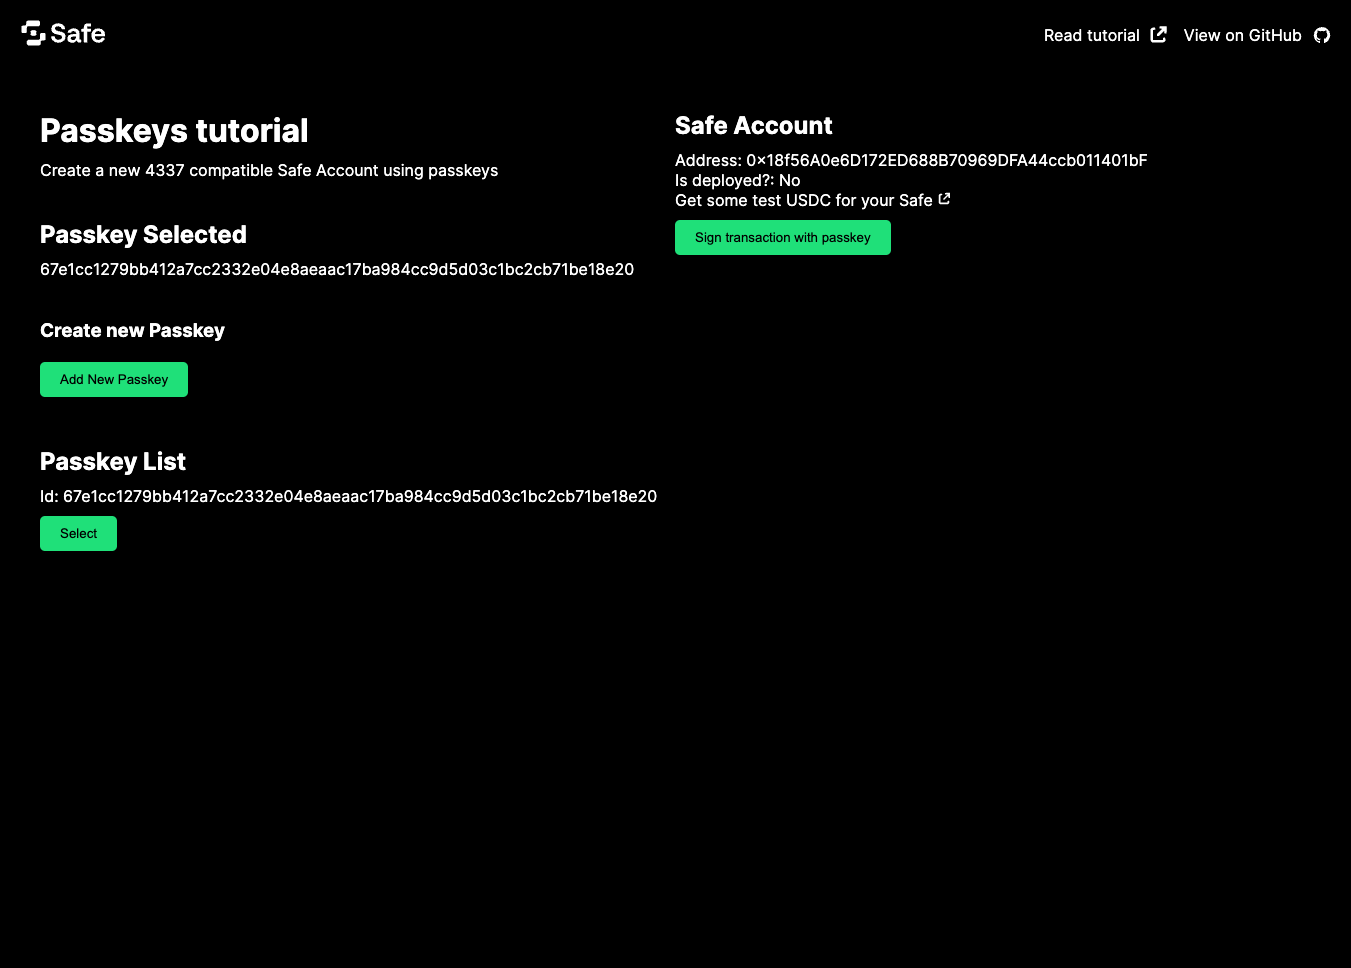 Safe
Read tutorial
View on GitHub
Passkeys tutorial
Create a new 4337 compatible Safe Account using passkeys
Passkey Selected
67e1cc1279bb412a7cc2332e04e8aeaac17ba984cc9d5d03c1bc2cb71be18e20
Create new Passkey
Add New Passkey
Passkey List
Id: 67e1cc1279bb412a7cc2332e04e8aeaac17ba984cc9d5d03c1bc2cb71be18e20
Select
Safe Account
Address: 0x18f56A0e6D172ED688B70969DFA44ccb011401bF
Is deployed?: No
Get some test USDC for your Safe
Sign transaction with passkey